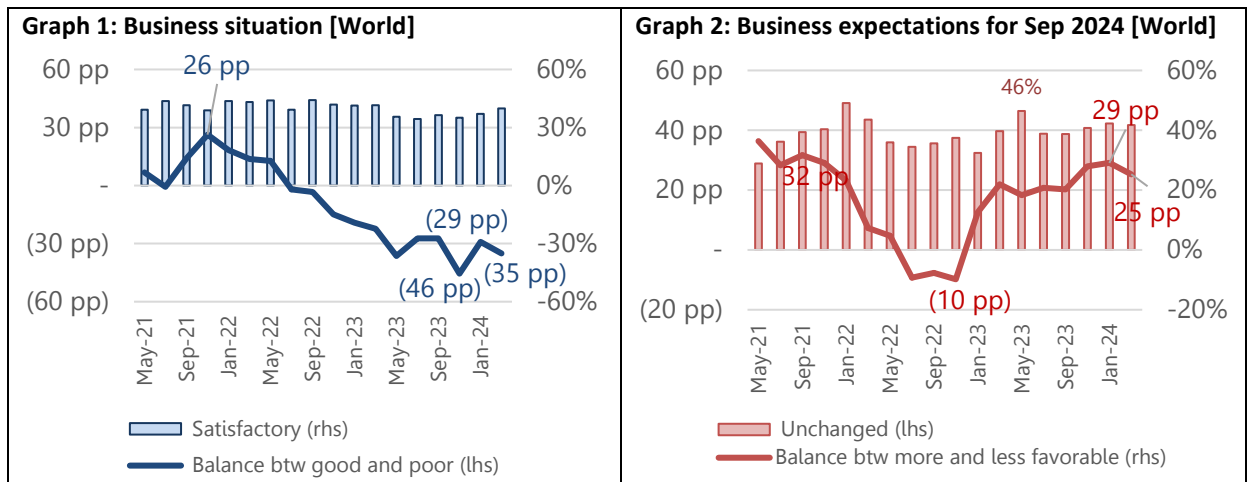 Graph 1: Business situation [World]
60 pp
30 pp
-
(30 pp)
(60 pp)
60%
30%
0%
-30%
-60%
26 pp
(29 pp)
(46 pp)
(35 pp)
May-21
Sep-21
Jan-22
May-22
Sep-22
Jan-23
May-23
Sep-23
Jan-24
Satisfactory (rhs)
Balance btw good and poor (lhs)
Graph 2: Business expectations for Sep 2024 [World]
60 pp
40 pp
20 pp
-
(20 pp)
60%
40%
20%
0%
-20%
46%
29 pp
32 pp
25 pp
(10 pp)
May-21
Sep-21
Jan-22
May-22
Sep-22
Jan-23
May-23
Sep-23
Jan-24
Unchanged (lhs)
Balance btw more and less favorable (rhs)